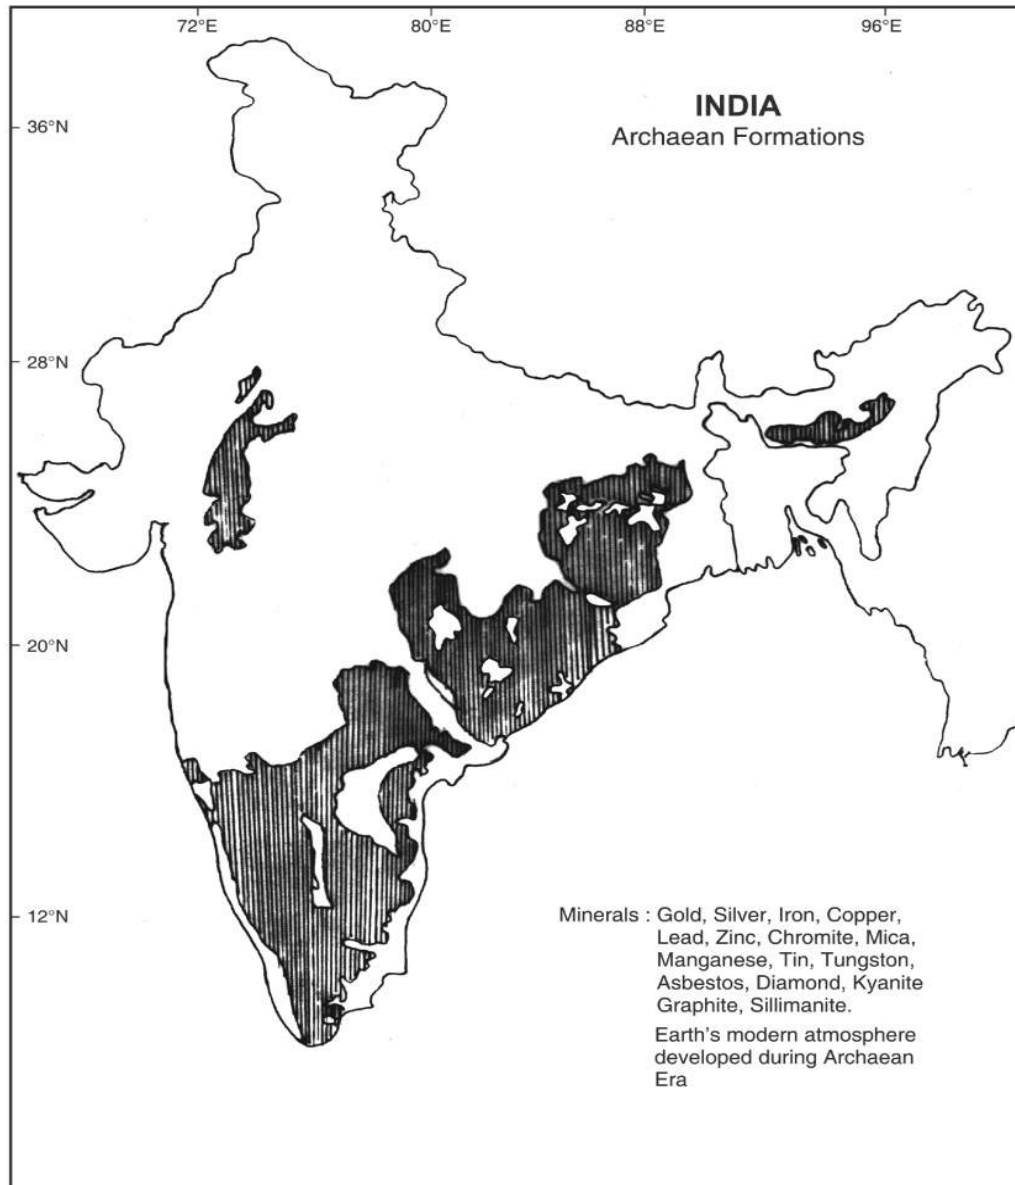 72°E 80°E 88°E 96°E
INDIA
Archaean Formations
36°N
28°N
20°N
12°N
Minerals : Gold, Silver, Iron, Copper,
Lead, Zinc, Chromite, Mica,
Manganese, Tin, Tungston,
Asbestos, Diamond, Kyanite
Graphite, Sillimanite.
Earth's modern atmosphere
developed during Archaean
Era